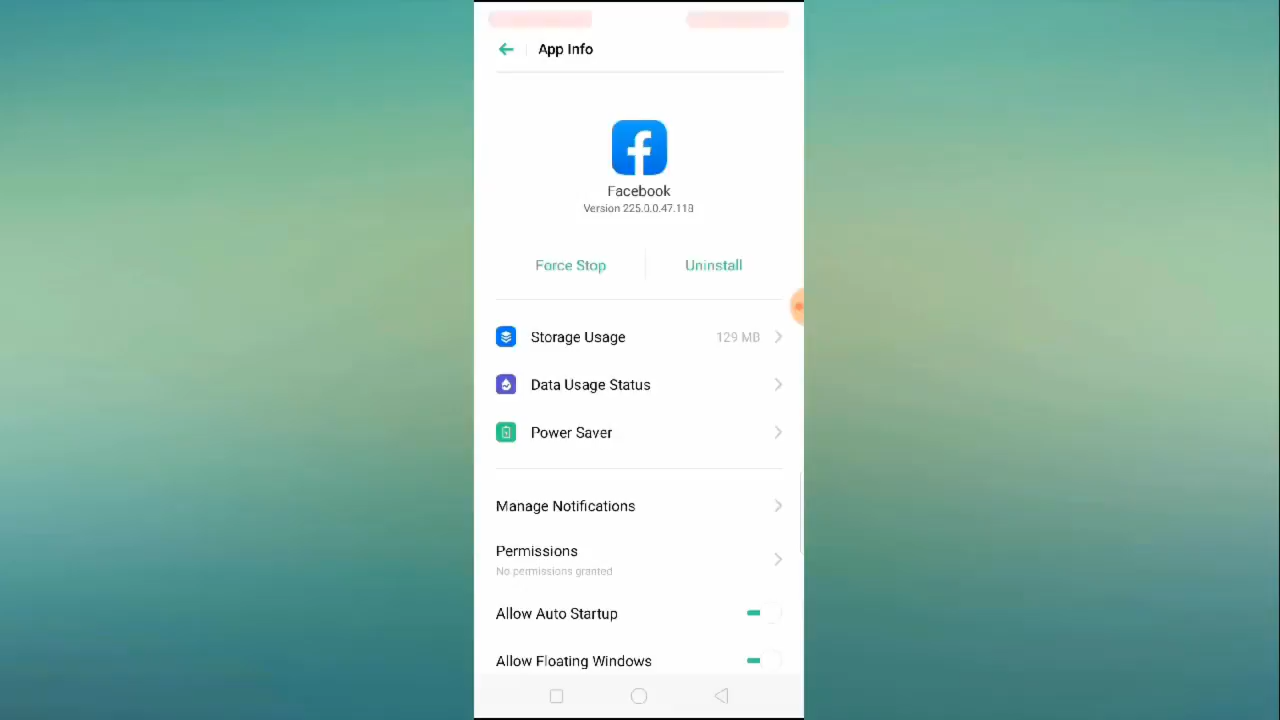 App Info
Facebook
Version 225.0.0.47.118
Force Stop
Uninstall
Storage Usage 129 MB
Data Usage Status
Power Saver
Manage Notifications
Permissions
No permissions granted
Allow Auto Startup
Allow Floating Windows